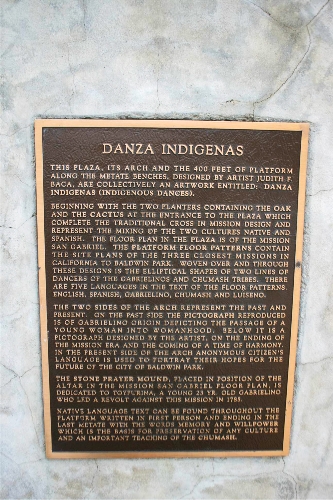 DANZA INDIGENAS
THIS PLAZA, ITS ARCH AND THE 400 FEET OF PLATFORM
ALONG THE METATE BENCHES, DESIGNED BY ARTIST JUDITH F.
BACA, ARE COLLECTIVELY AN ARTWORK ENTITLED: DANZA
INDIGENAS (INDIGENOUS DANCES).
BEGINNING WITH THE TWO PLANTERS CONTAINING THE OAK
AND THE CACTUS AT THE ENTRANCE TO THE PLAZA WHICH
COMPLETE THE TRADITIONAL CROSS IN MISSION DESIGN AND
REPRESENT THE MIXING OF THE TWO CULTURES NATIVE AND
SPANISH. THE FLOOR PLAN IN THE PLAZA IS OF THE MISSION
SAN GABRIEL. THE PLATFORM FLOOR PATTERNS CONTAIN
THE SITE PLANS OF THE THREE CLOSEST MISSIONS IN
CALIFORNIA TO BALDWIN PARK. WOVEN OVER AND THROUGH
THESE DESIGNS IS THE ELLIPTICAL SHAPES OF TWO LINES OF
DANCERS OF THE GABRIELINOS AND CHUMASH TRIBES. THERE
ARE FIVE LANGUAGES IN THE TEXT OF THE FLOOR PATTERNS.
ENGLISH, SPANISH, GABRIELINO, CHUMASH AND LUISENO.
THE TWO SIDES OF THE ARCH REPRESENT THE PAST AND
PRESENT. ON THE PAST SIDE THE PICTOGRAPH REPRODUCED
IS OF GABRIELINO ORIGIN DEPICTING THE PASSAGE OF A
YOUNG WOMAN INTO WOMANHOOD. BELOW IT IS A
PICTOGRAPH DESIGNED BY THE ARTIST, ON THE ENDING OF
THE MISSION ERA AND THE COMING OF A TIME OF HARMONY.
IN THE PRESENT SIDE OF THE ARCH ANONYMOUS CITIZEN'S
LANGUAGE IS USED TO PORTRAY THEIR HOPES FOR THE
FUTURE OF THE CITY OF BALDWIN PARK.
THE STONE PRAYER MOUND, PLACED IN POSITION OF THE
ALTAR IN THE MISSION SAN GABRIEL FLOOR PLAN, IS
DEDICATED TO TOYPURINA, A YOUNG 23 YR. OLD GABRIELINO
WHO LED A REVOLT AGAINST THIS MISSION IN 1785.
NATIVE LANGUAGE TEXT CAN BE FOUND THROUGHOUT THE
PLATFORM WRITTEN IN FIRST PERSON AND ENDING IN THE
LAST METATE WITH THE WORDS MEMORY AND WILLPOWER
WHICH IS THE BASIS FOR PRESERVATION OF ANY CULTURE
AND AN IMPORTANT TEACHING OF THE CHUMASH.